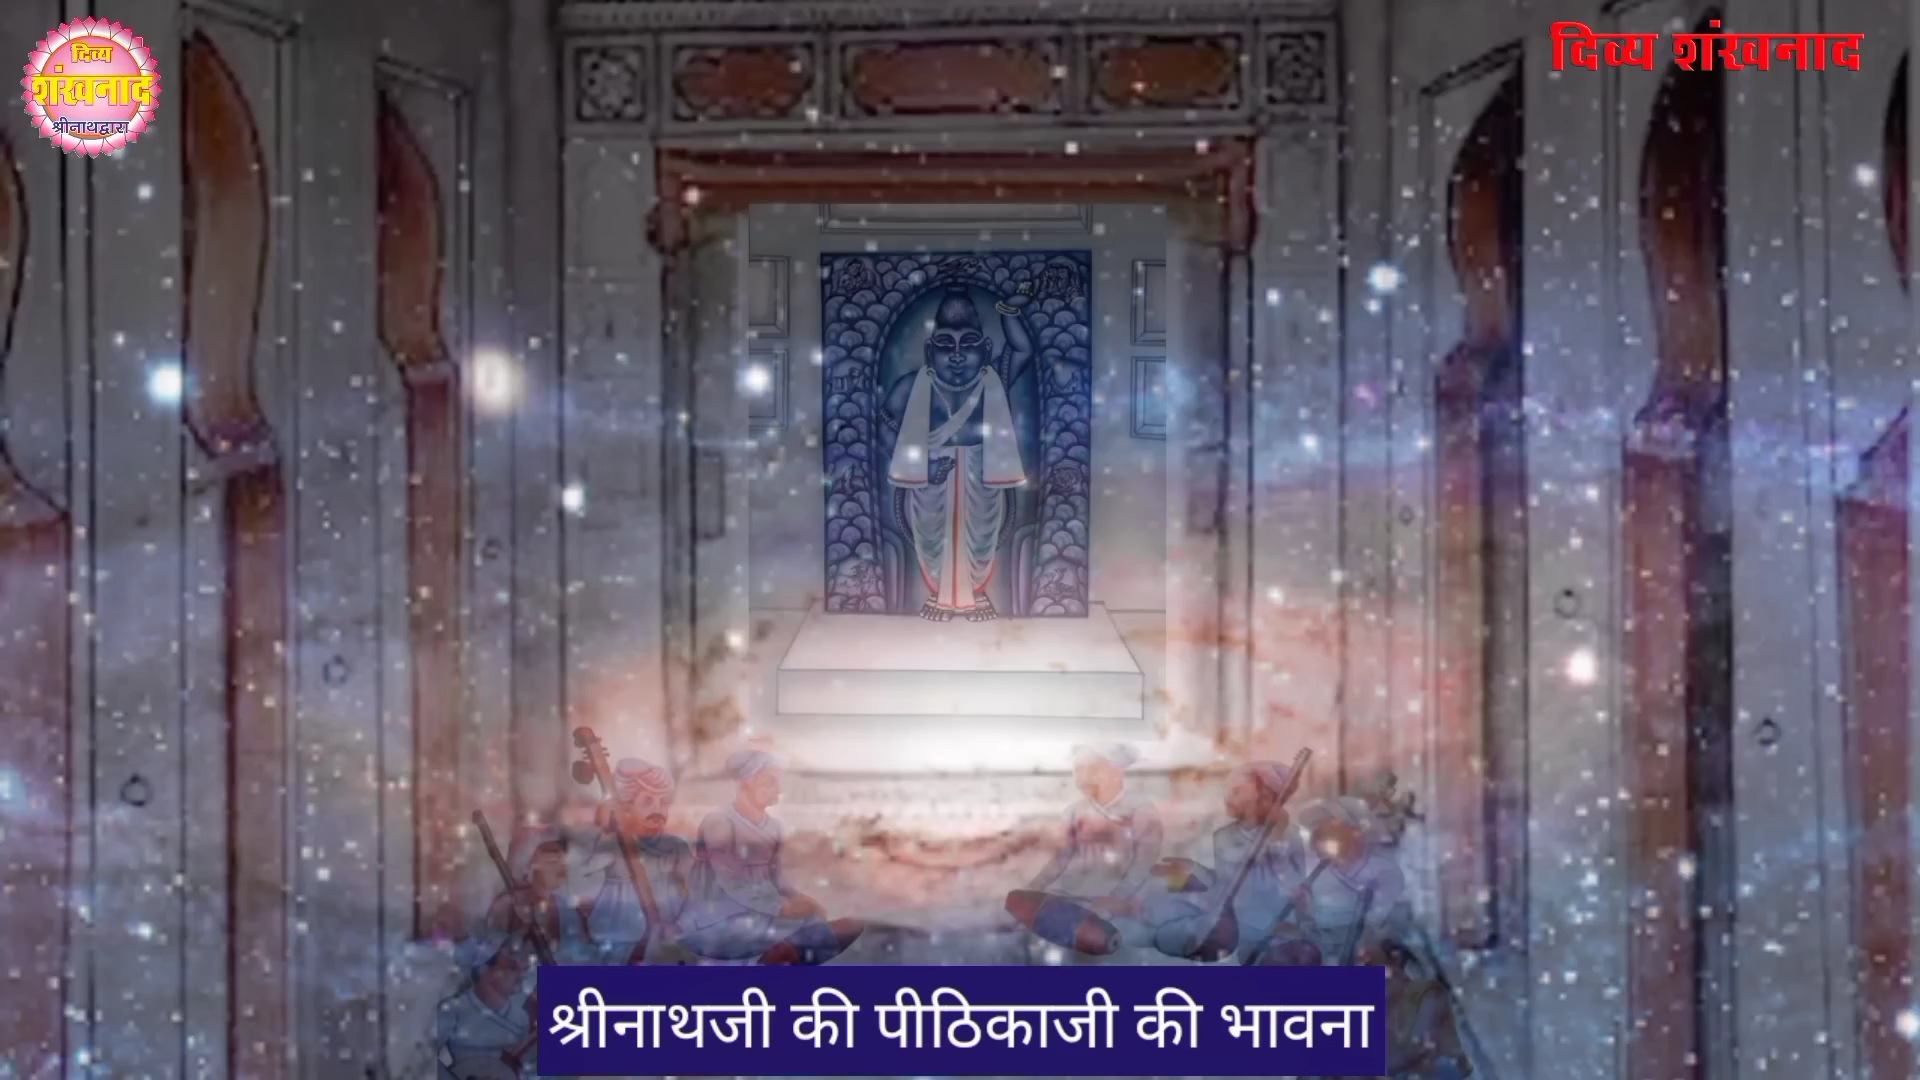 दिव्य
शंखनाद
श्रीनाथद्वारा
दिव्य शंखनाद
श्रीनाथजी की पीठिकाजी की भावना